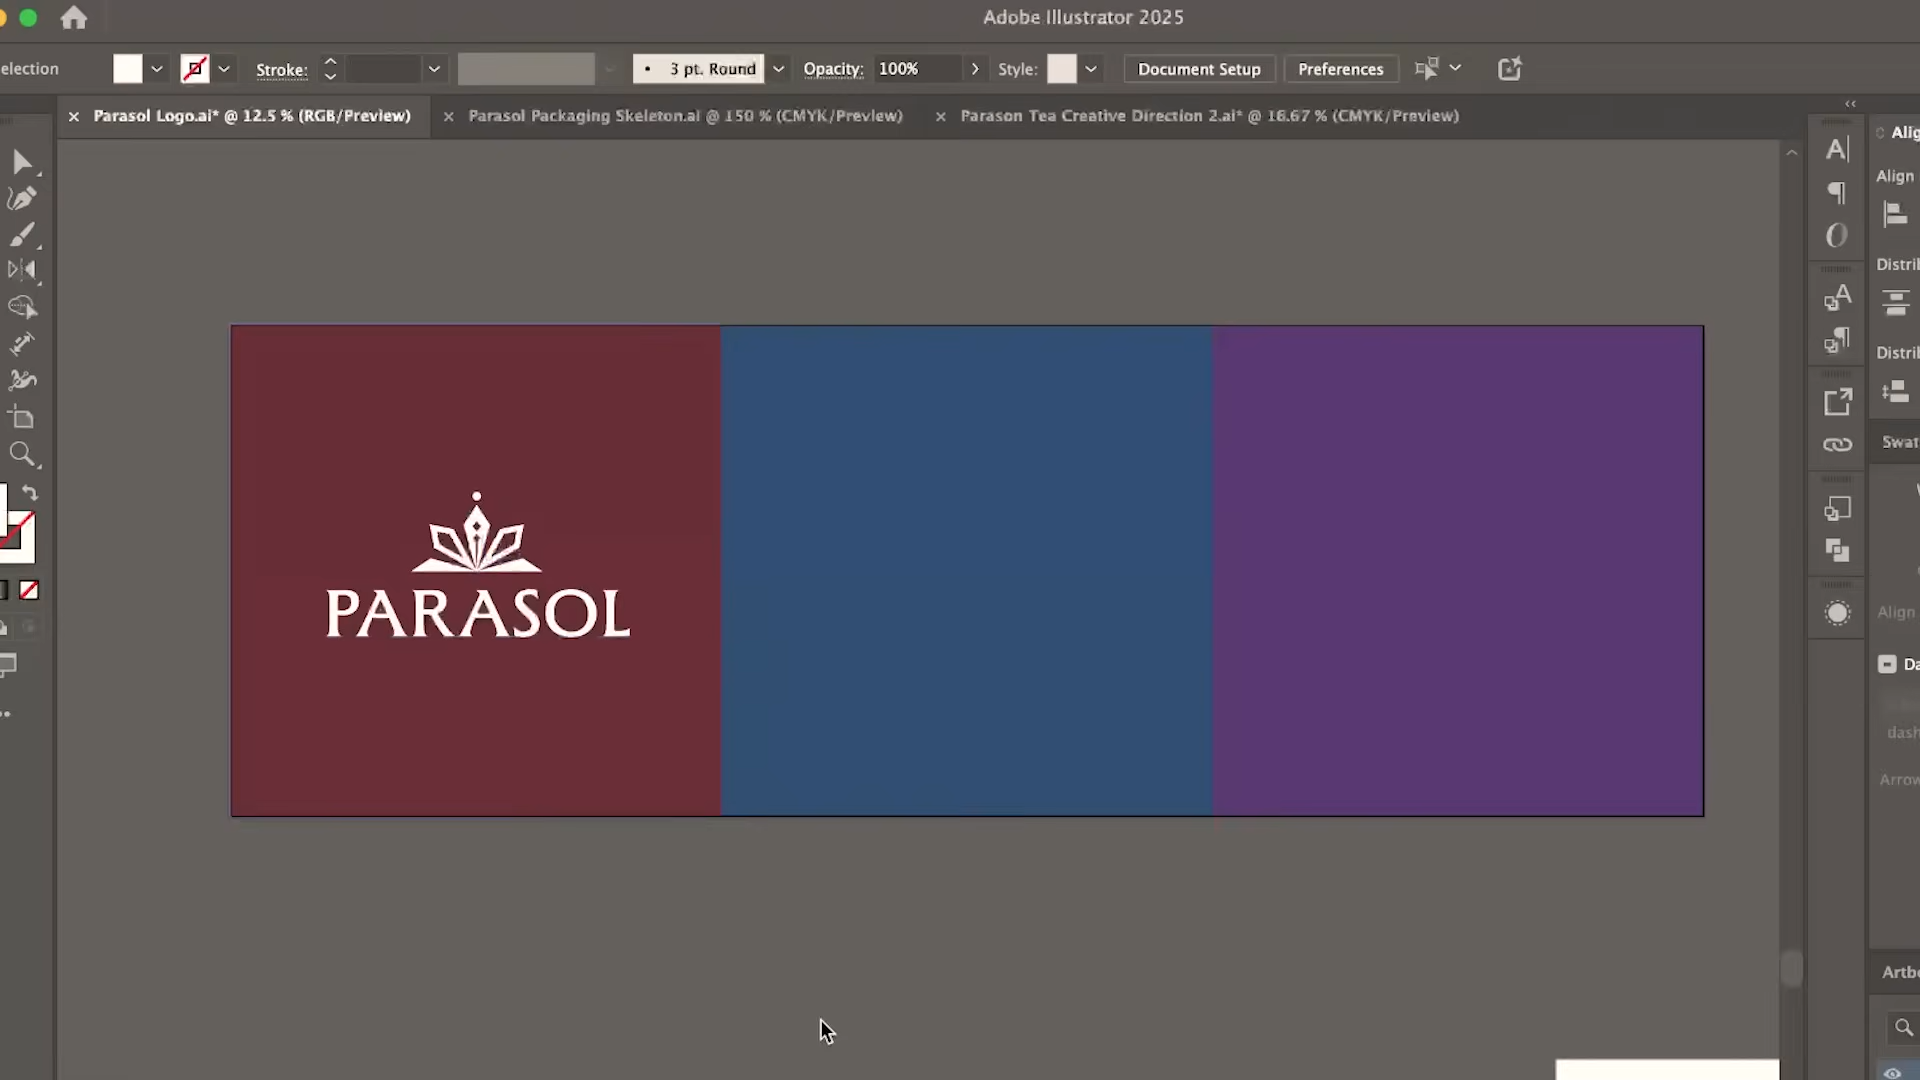 Adobe Illustrator 2025
election
Stroke:
3 pt. Round
Opacity: 100%
Style:
Document Setup
Preferences
Parasol Logo.ai* @ 12.5 % (RGB/Preview)
Parasol Packaging Skeleton.ai @ 150 % (CMYK/Preview)
Parason Tea Creative Direction 2.ai* @ 16.67 % (CMYK/Preview)
Alig
Align
Distri
Distri
Swat
Align
Da
dash
Arrow
Artbo
PARASOL